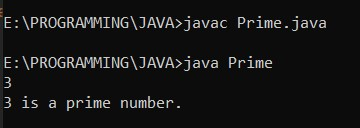 E:\PROGRAMMING\JAVA>javac Prime.java
E:\PROGRAMMING\JAVA>java Prime
3
3 is a prime number.